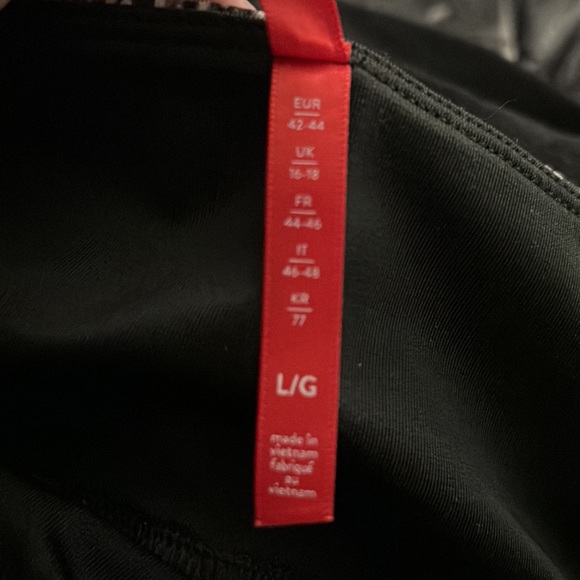 EUR
42-44
UK
16-18
FR
44-46
IT
46-48
KR
77
L/G
made in
vietnam
fabriqué
au
vietnam